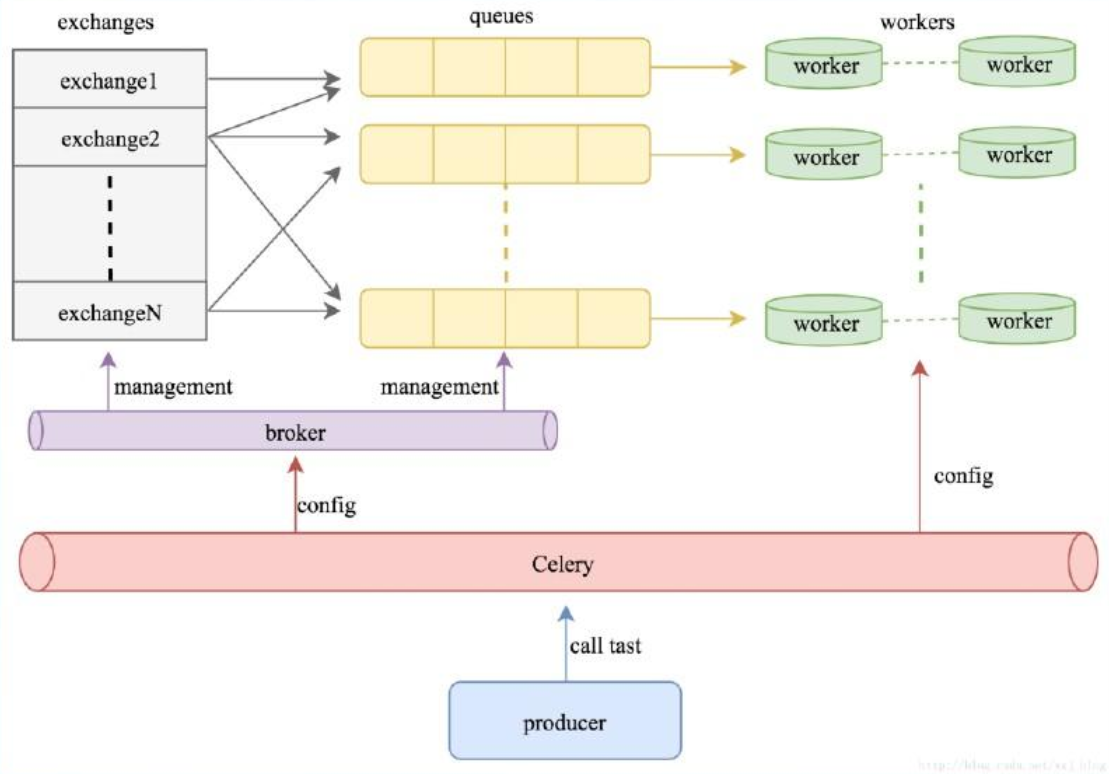 exchanges
queues
workers
exchange1
worker
worker
exchange2
worker
worker
exchangeN
worker
worker
management
management
broker
config
config
Celery
call tast
producer